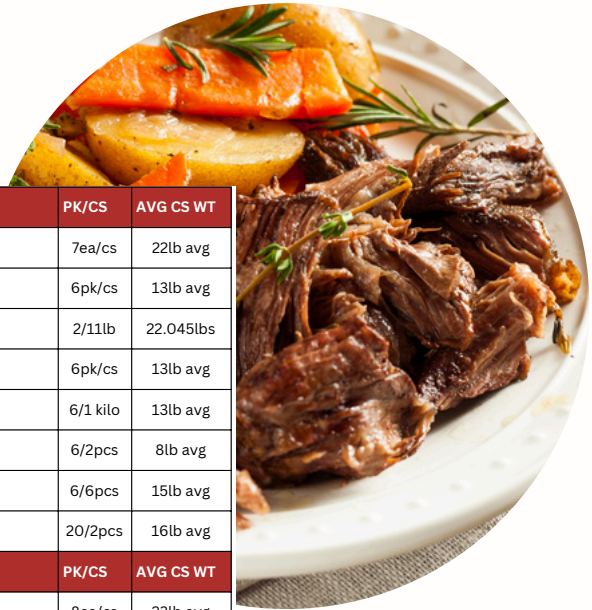 PK/CS AVG CS WT
7ea/cs 22lb avg
6pk/cs 13lb avg
2/11lb 22.045lbs
6pk/cs 13lb avg
6/1 kilo 13lb avg
6/2pcs 8lb avg
6/6pcs 15lb avg
20/2pcs 16lb avg
PK/CS AVG CS WT